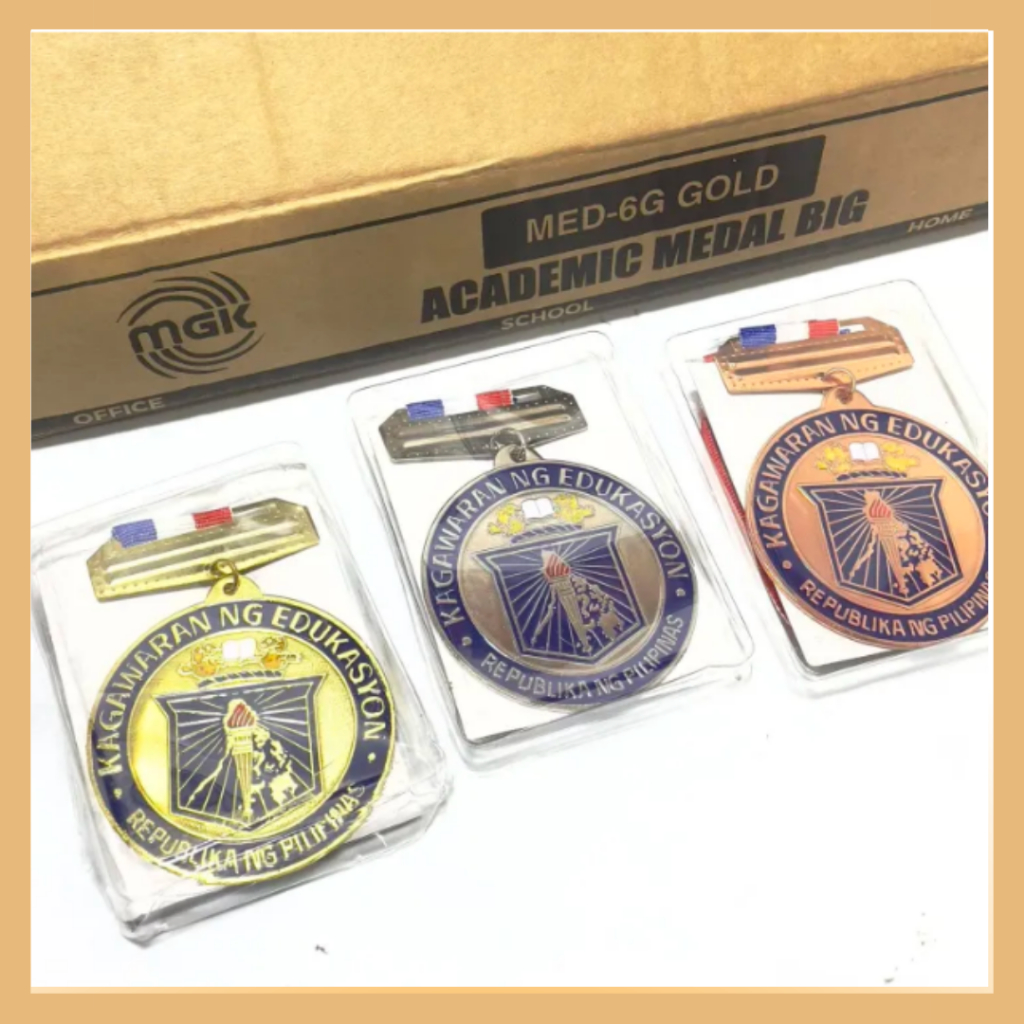 MED-6G GOLD
ACADEMIC MEDAL BIG
HOME
SCHOOL
MGK
OFFICE
KAGAWARAN NG EDUKASYON
REPUBLIKA NG PILIPINAS
KAGAWARAN NG EDUKASYON
REPUBLIKA NG PILIPINAS
KAGAWARAN NG EDUKASYON
REPUBLIKA NG PILIPINAS